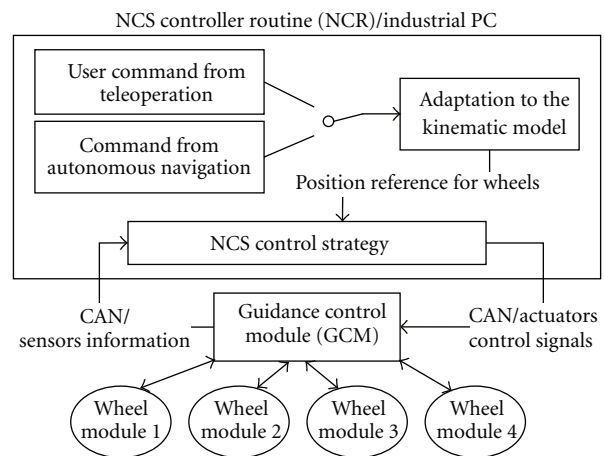 NCS controller routine (NCR)/industrial PC
User command from
teleoperation
Command from
autonomous navigation
Adaptation to the
kinematic model
Position reference for wheels
NCS control strategy
CAN/
sensors information
Guidance control
module (GCM)
CAN/actuators
control signals
Wheel
module 1
Wheel
module 2
Wheel
module 3
Wheel
module 4